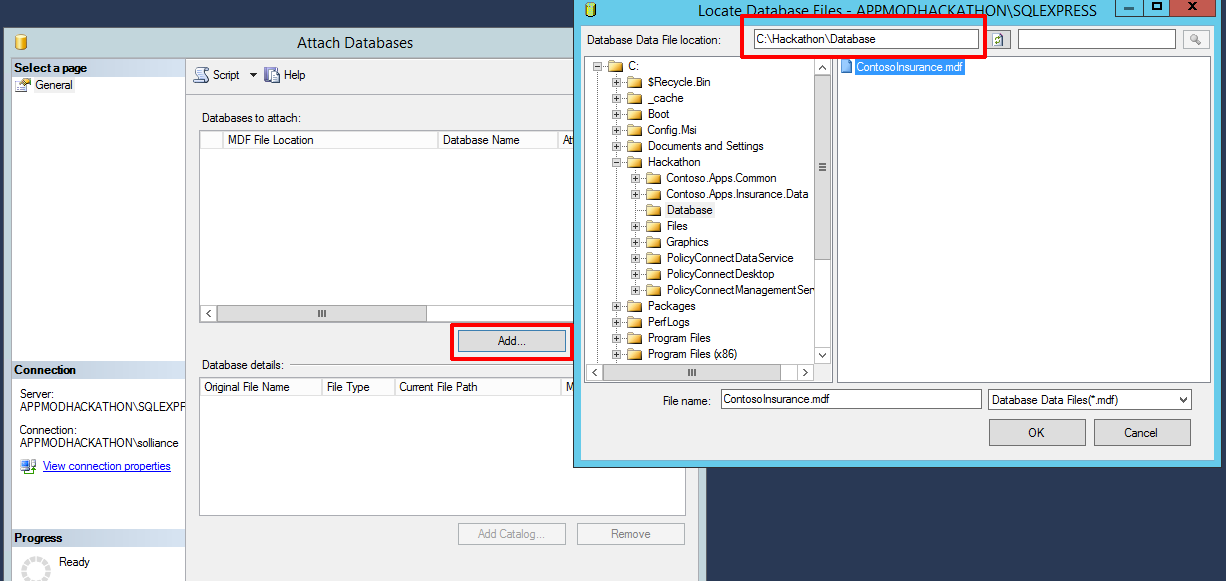 Attach Databases
Select a page
General
Script
Help
Databases to attach:
MDF File Location
Database Name
Add...
Database details:
Original File Name
File Type
Current File Path
M
Add Catalog...
Remove
Connection
Server:
APPMODHACKATHON\SQLEXPF
Connection:
APPMODHACKATHON\solliance
View connection properties
Progress
Ready
Locate Database Files - APPMODHACKATHON\SQLEXPRESS
Database Data File location:
C:\Hackathon\Database
C:
$Recycle.Bin
_cache
Boot
Config.Msi
Documents and Settings
Hackathon
Contoso.Apps.Common
Contoso.Apps.Insurance.Data
Database
Files
Graphics
PolicyConnectDataService
PolicyConnectDesktop
PolicyConnectManagementSer
Packages
PerfLogs
Program Files
Program Files (x86)
ContosoInsurance.mdf
File name:
ContosoInsurance.mdf
Database Data Files(*.mdf)
OK
Cancel